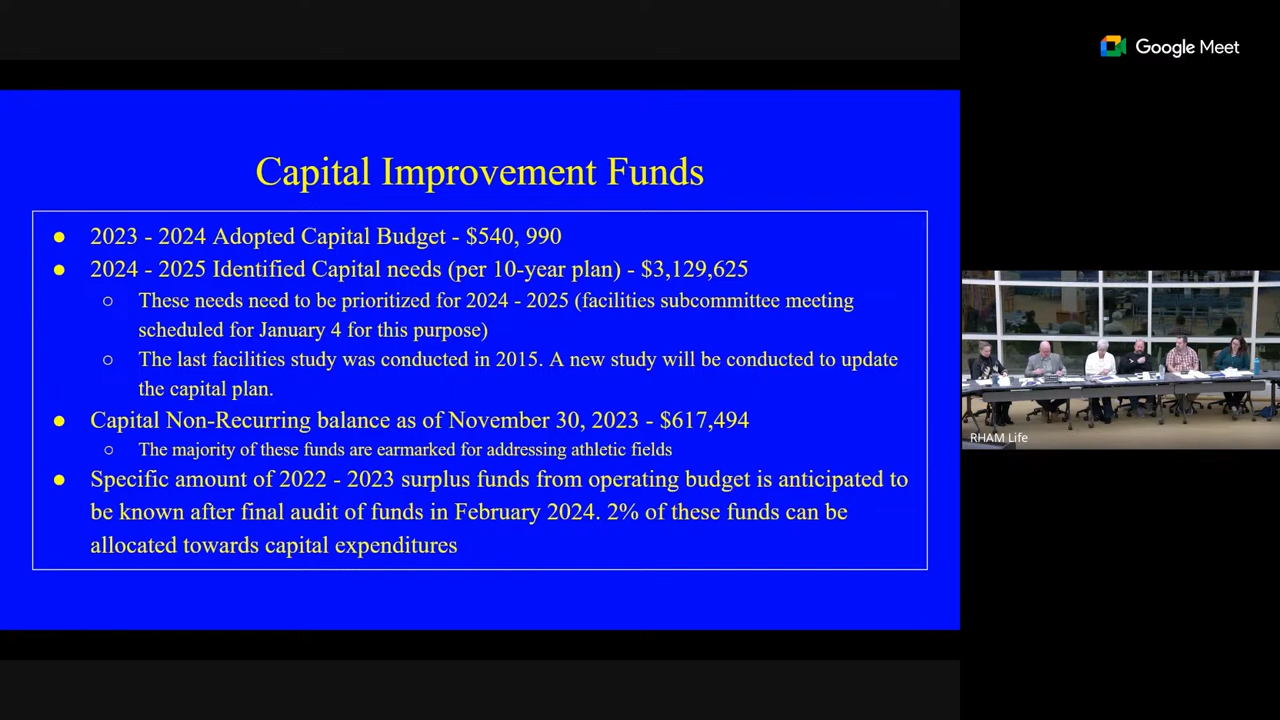 Google Meet
Capital Improvement Funds
● 2023 - 2024 Adopted Capital Budget - $540, 990
● 2024 - 2025 Identified Capital needs (per 10-year plan) - $3,129,625
○ These needs need to be prioritized for 2024 - 2025 (facilities subcommittee meeting
scheduled for January 4 for this purpose)
○ The last facilities study was conducted in 2015. A new study will be conducted to update
the capital plan.
● Capital Non-Recurring balance as of November 30, 2023 - $617,494
○ The majority of these funds are earmarked for addressing athletic fields
● Specific amount of 2022 - 2023 surplus funds from operating budget is anticipated to
be known after final audit of funds in February 2024. 2% of these funds can be
allocated towards capital expenditures
RHAM Life